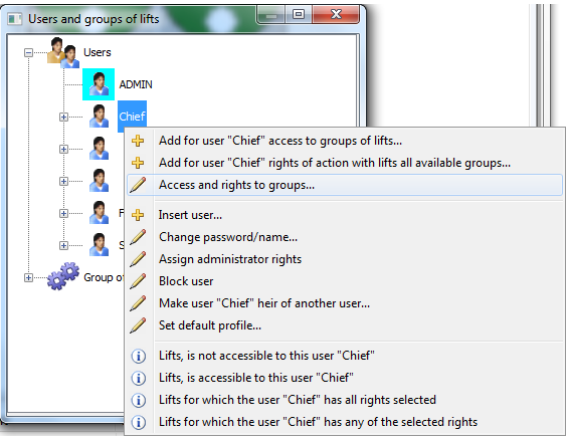 Users and groups of lifts
Users
ADMIN
Chief
Add for user "Chief" access to groups of lifts...
Add for user "Chief" rights of action with lifts all available groups...
Access and rights to groups...
F
Insert user...
Change password/name...
S
Assign administrator rights
Group of
Block user
Make user "Chief" heir of another user...
Set default profile...
Lifts, is not accessible to this user "Chief"
Lifts, is accessible to this user "Chief"
Lifts for which the user "Chief" has all rights selected
Lifts for which the user "Chief" has any of the selected rights